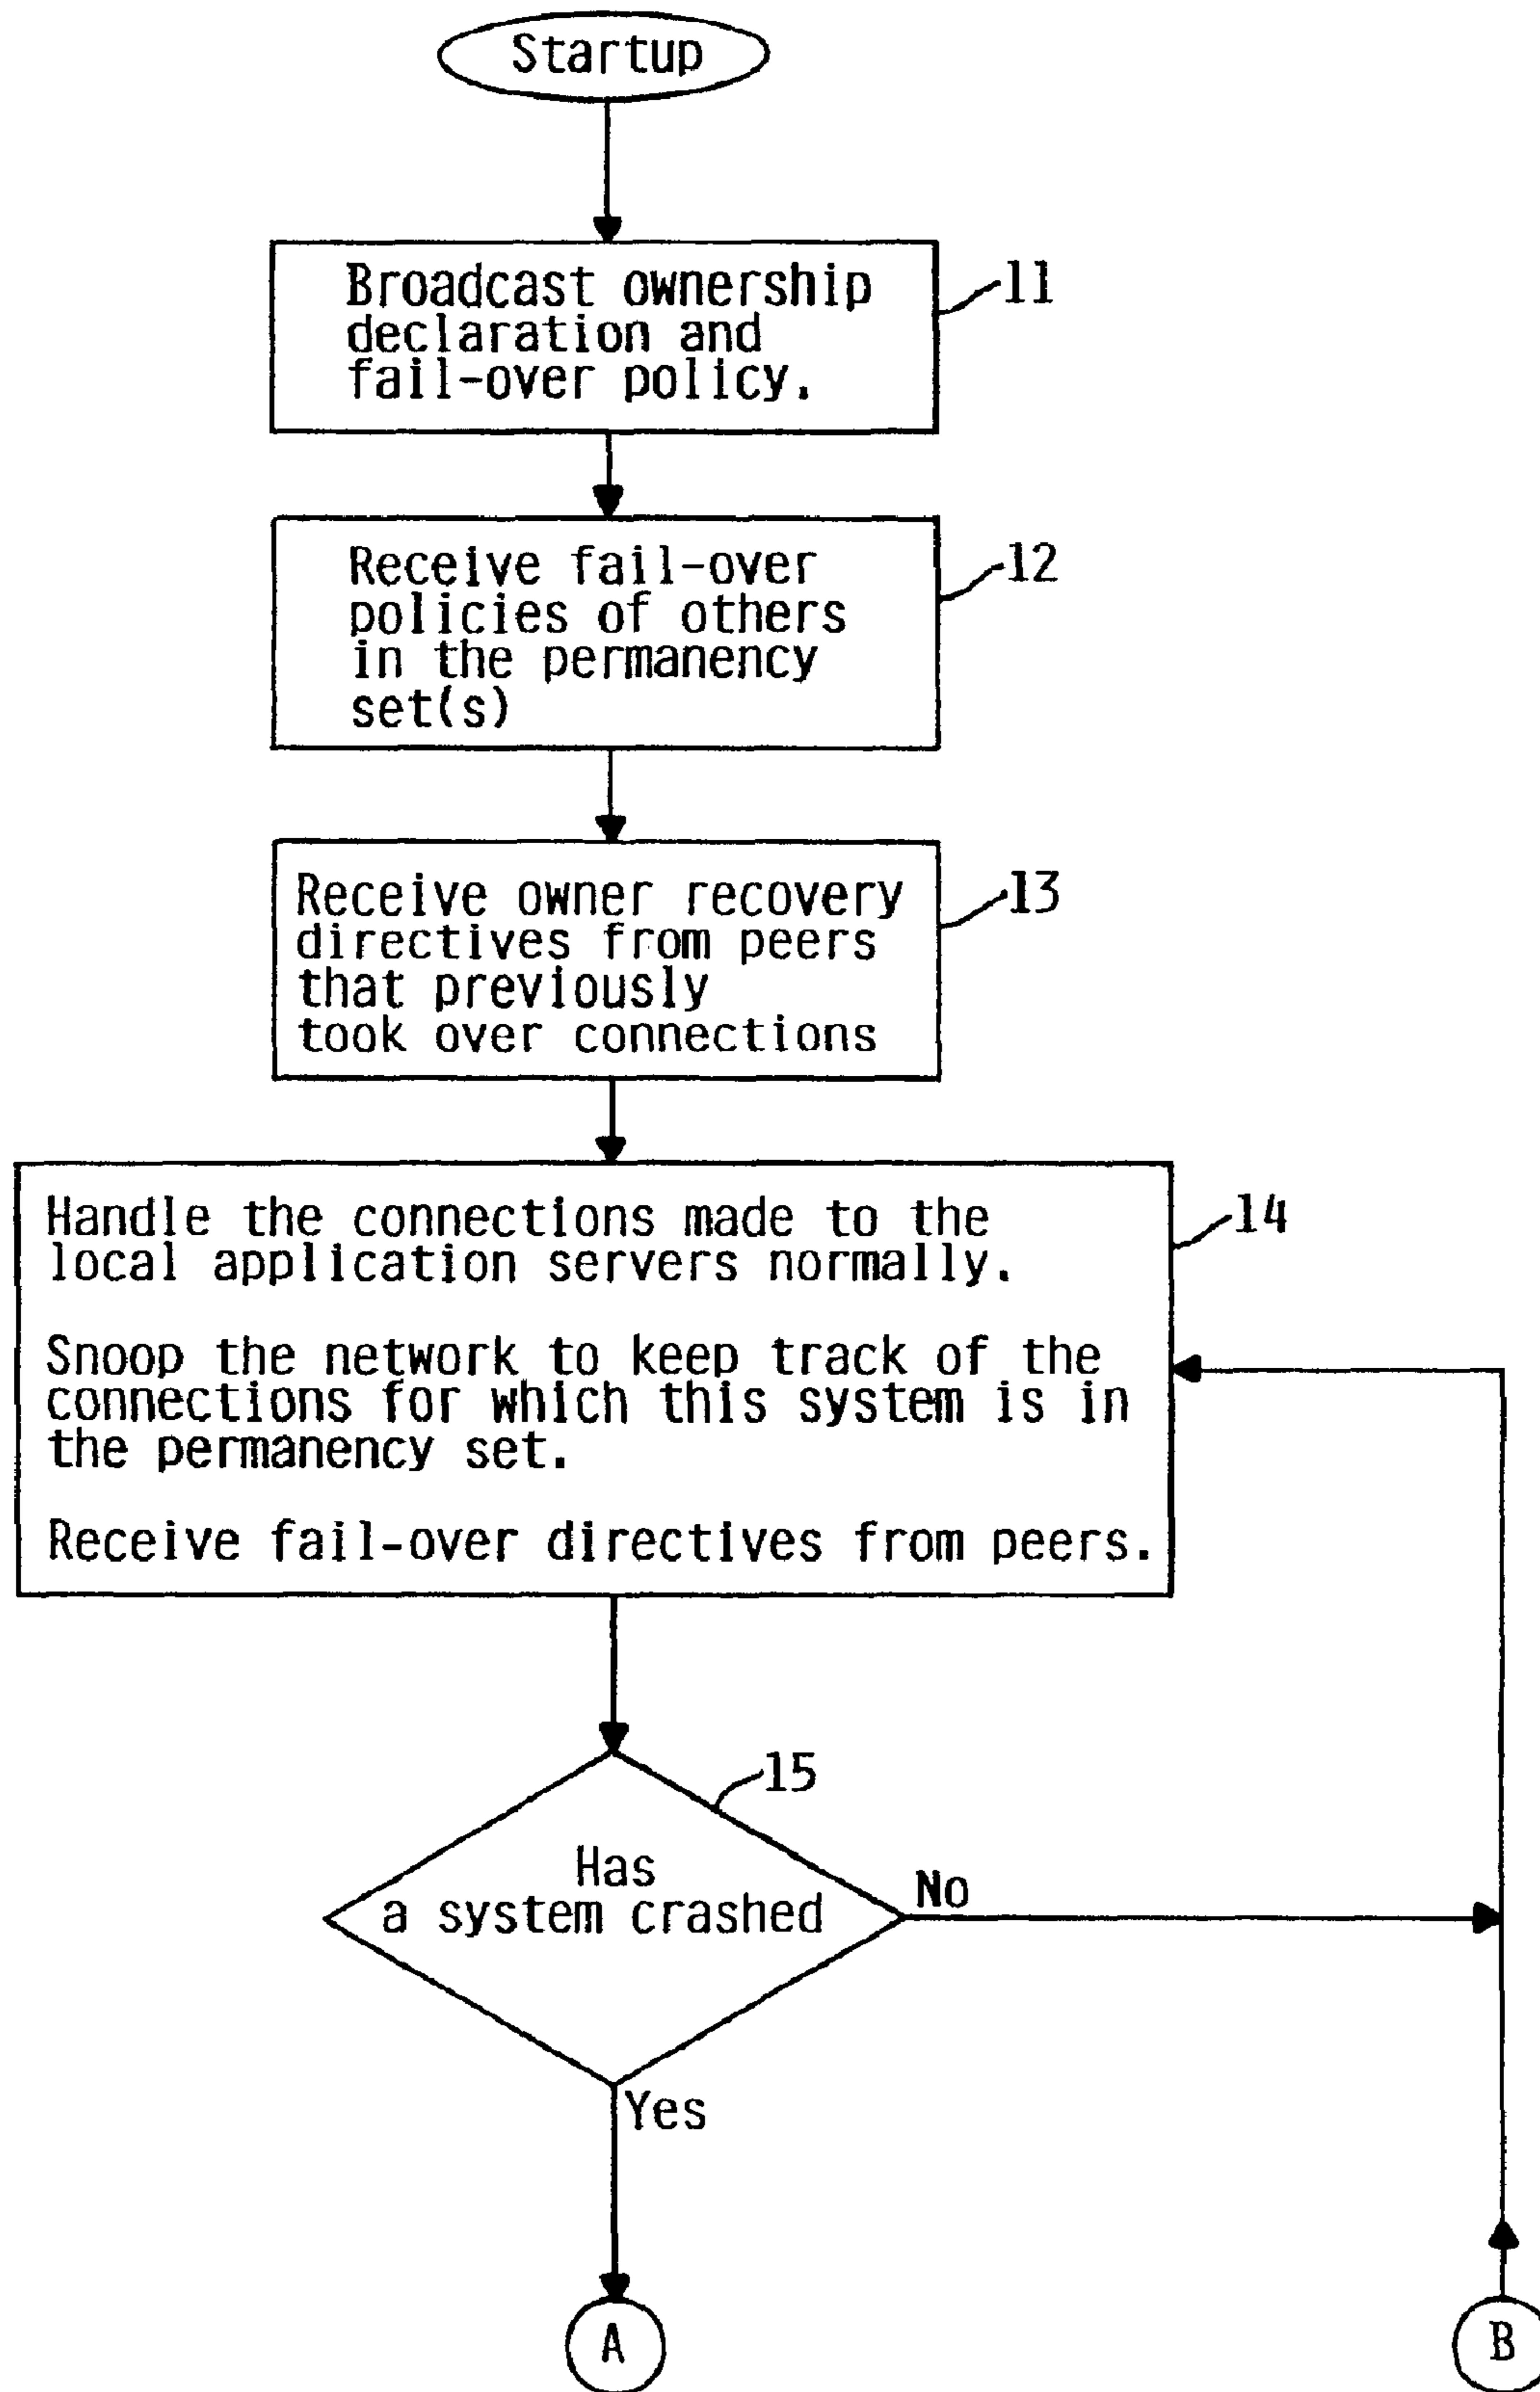 Startup
Broadcast ownership
declaration and
fail-over policy.
11
Receive fail-over
policies of others
in the permanency
set(s)
12
Receive owner recovery
directives from peers
that previously
took over connections
13
Handle the connections made to the
local application servers normally.
Snoop the network to keep track of the
connections for which this system is in
the permanency set.
Receive fail-over directives from peers.
14
15
Has
a system crashed
No
Yes
A
B